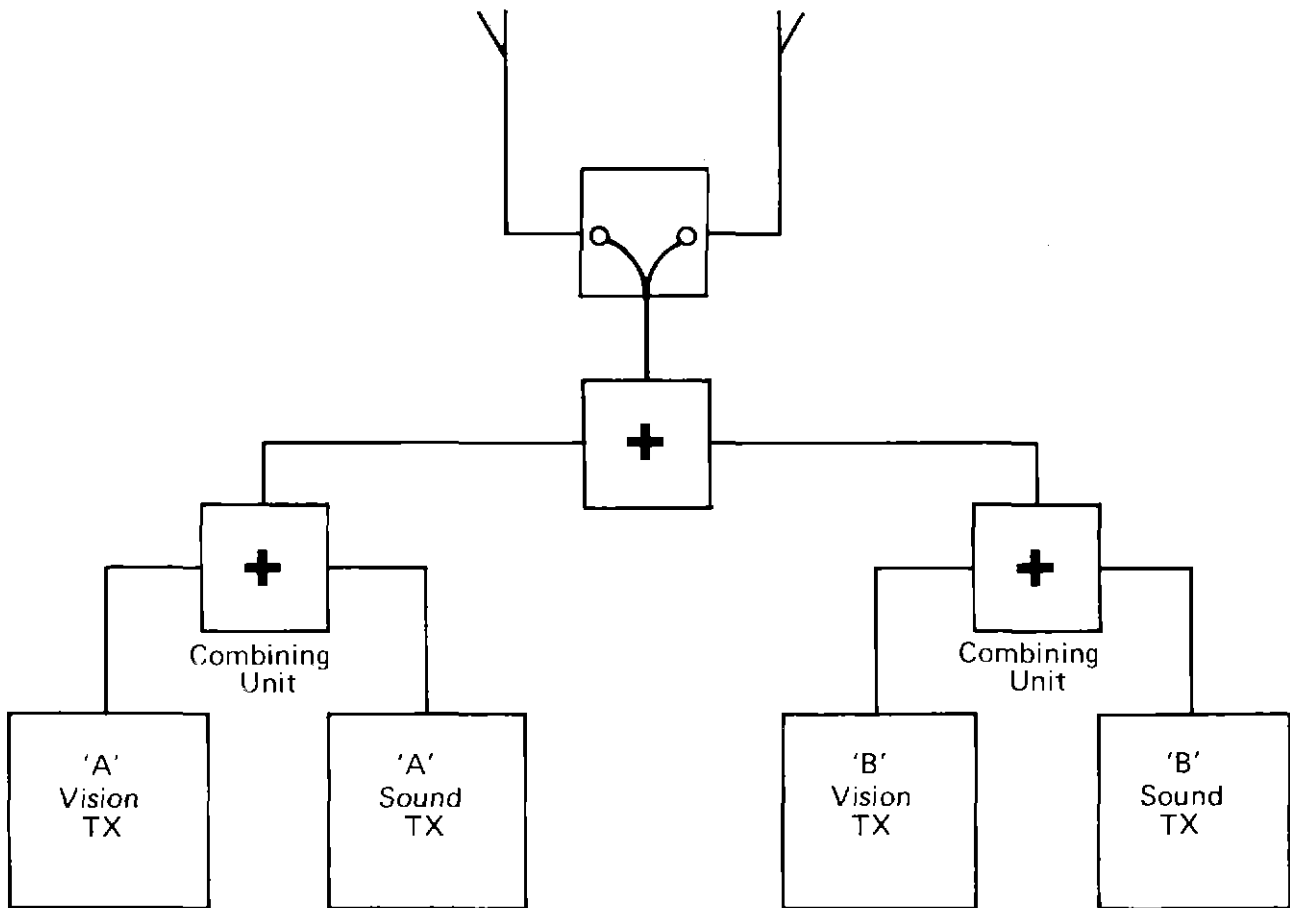 +
+
+
Combining
Unit
Combining
Unit
'A'
Vision
TX
'A'
Sound
TX
'B'
Vision
TX
'B'
Sound
TX